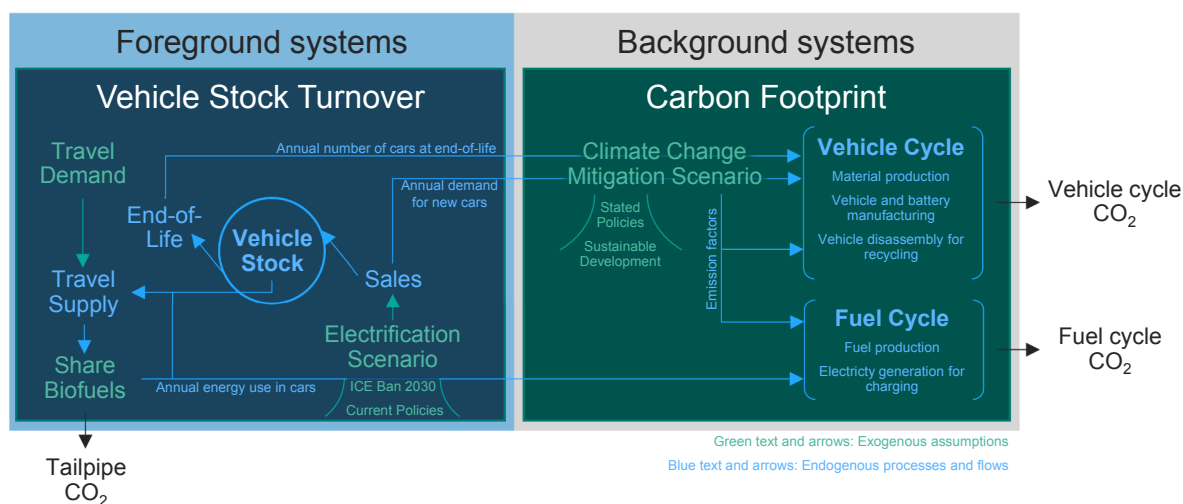 Foreground systems
Background systems
Vehicle Stock Turnover
Carbon Footprint
Travel
Demand
Annual number of cars at end-of-life
Climate Change
Mitigation Scenario
Vehicle Cycle
Material production
Vehicle and battery
manufacturing
Vehicle disassembly for
recycling
Vehicle cycle
CO2
Annual demand
for new cars
End-of-
Life
Vehicle
Stock
Stated
Policies
Sustainable
Development
Emission factors
Travel
Supply
Sales
Electrification
Scenario
Fuel Cycle
Fuel production
Electricty generation for
charging
Fuel cycle
CO2
Share
Biofuels
Annual energy use in cars
ICE Ban 2030
Current Policies
Green text and arrows: Exogenous assumptions
Blue text and arrows: Endogenous processes and flows
Tailpipe
CO2